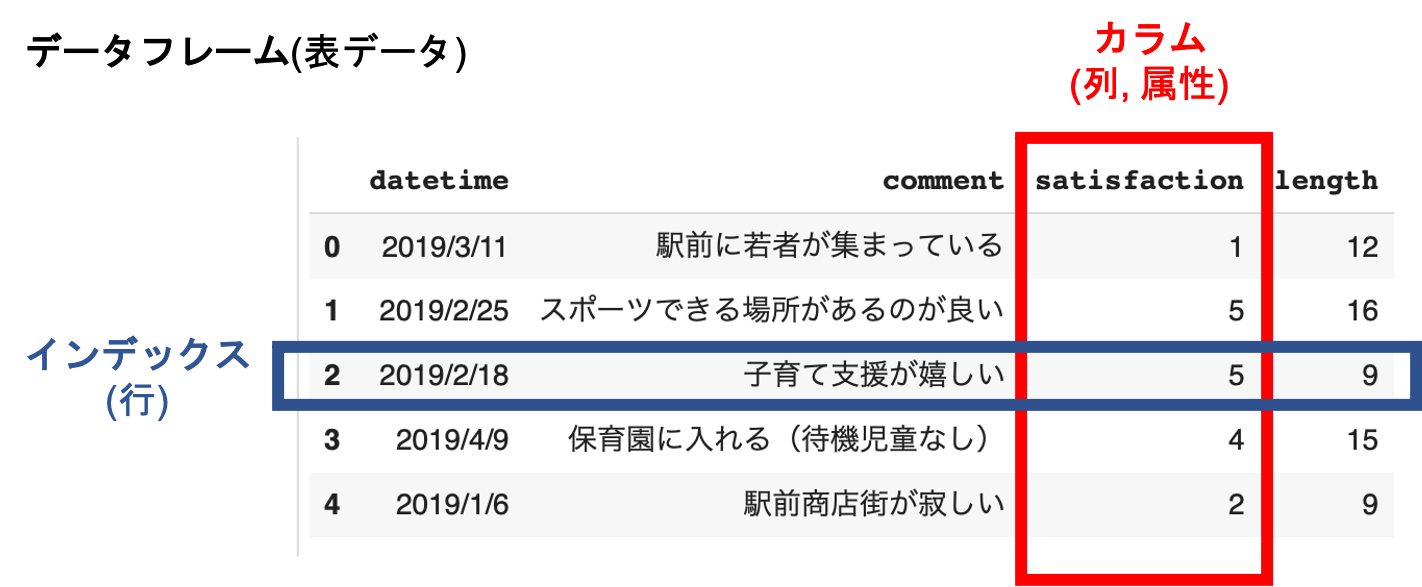 データフレーム(表データ)
カラム
(列, 属性)
datetime comment satisfaction length
0 2019/3/11 駅前に若者が集まっている 1 12
1 2019/2/25 スポーツできる場所があるのが良い 5 16
インデックス
(行)
2 2019/2/18 子育て支援が嬉しい 5 9
3 2019/4/9 保育園に入れる（待機児童なし） 4 15
4 2019/1/6 駅前商店街が寂しい 2 9